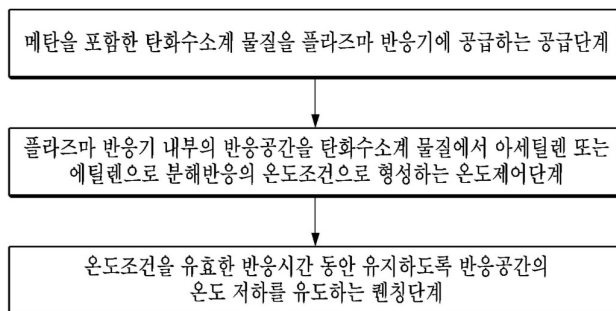 메탄을 포함한 탄화수소계 물질을 플라즈마 반응기에 공급하는 공급단계
플라즈마 반응기 내부의 반응공간을 탄화수소계 물질에서 아세틸렌 또는
에틸렌으로 분해반응의 온도조건으로 형성하는 온도제어단계
온도조건을 유효한 반응시간 동안 유지하도록 반응공간의
온도 저하를 유도하는 퀜칭단계